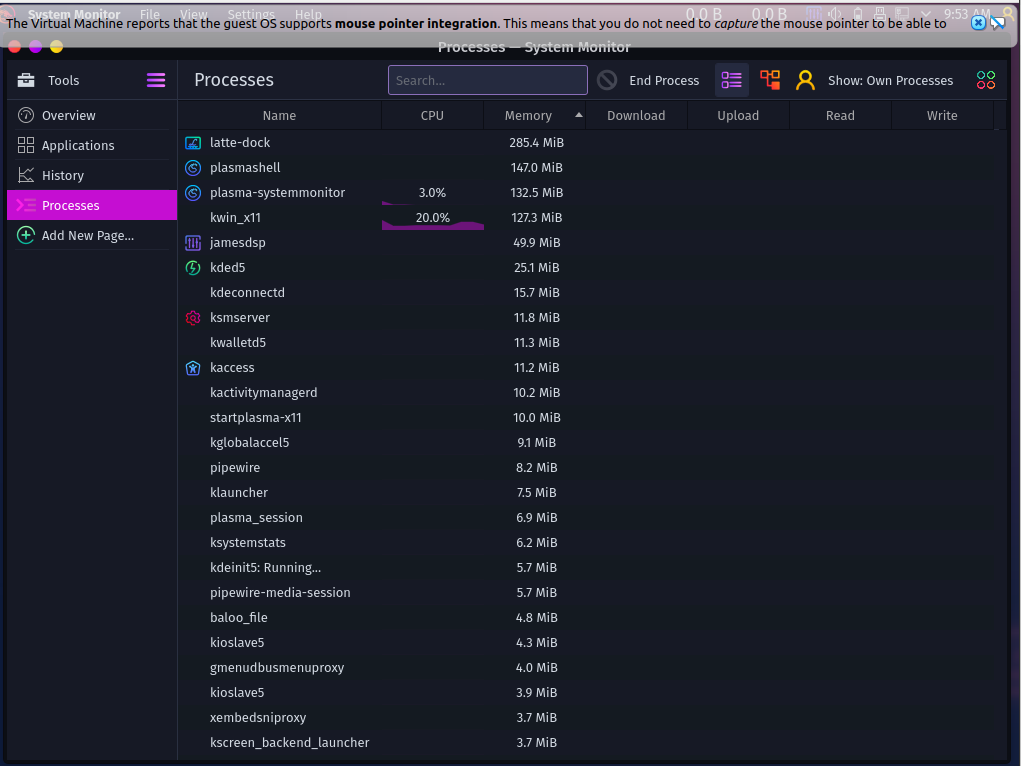 System Monitor File View Settings Help 0.0 B 0.0 B 9:53 AM
The Virtual Machine reports that the guest OS supports mouse pointer integration. This means that you do not need to capture the mouse pointer to be able to
Processes — System Monitor
Tools Processes Search... End Process Show: Own Processes
Overview
Applications
History
Processes
Add New Page...
Name CPU Memory Download Upload Read Write
latte-dock 285.4 MiB
plasmashell 147.0 MiB
plasma-systemmonitor 3.0% 132.5 MiB
kwin_x11 20.0% 127.3 MiB
jamesdsp 49.9 MiB
kded5 25.1 MiB
kdeconnectd 15.7 MiB
ksmserver 11.8 MiB
kwalletd5 11.3 MiB
kaccess 11.2 MiB
kactivitymanagerd 10.2 MiB
startplasma-x11 10.0 MiB
kglobalaccel5 9.1 MiB
pipewire 8.2 MiB
klauncher 7.5 MiB
plasma_session 6.9 MiB
ksystemstats 6.2 MiB
kdeinit5: Running... 5.7 MiB
pipewire-media-session 5.7 MiB
baloo_file 4.8 MiB
kioslave5 4.3 MiB
gmenudbusmenuproxy 4.0 MiB
kioslave5 3.9 MiB
xembedsniproxy 3.7 MiB
kscreen_backend_launcher 3.7 MiB